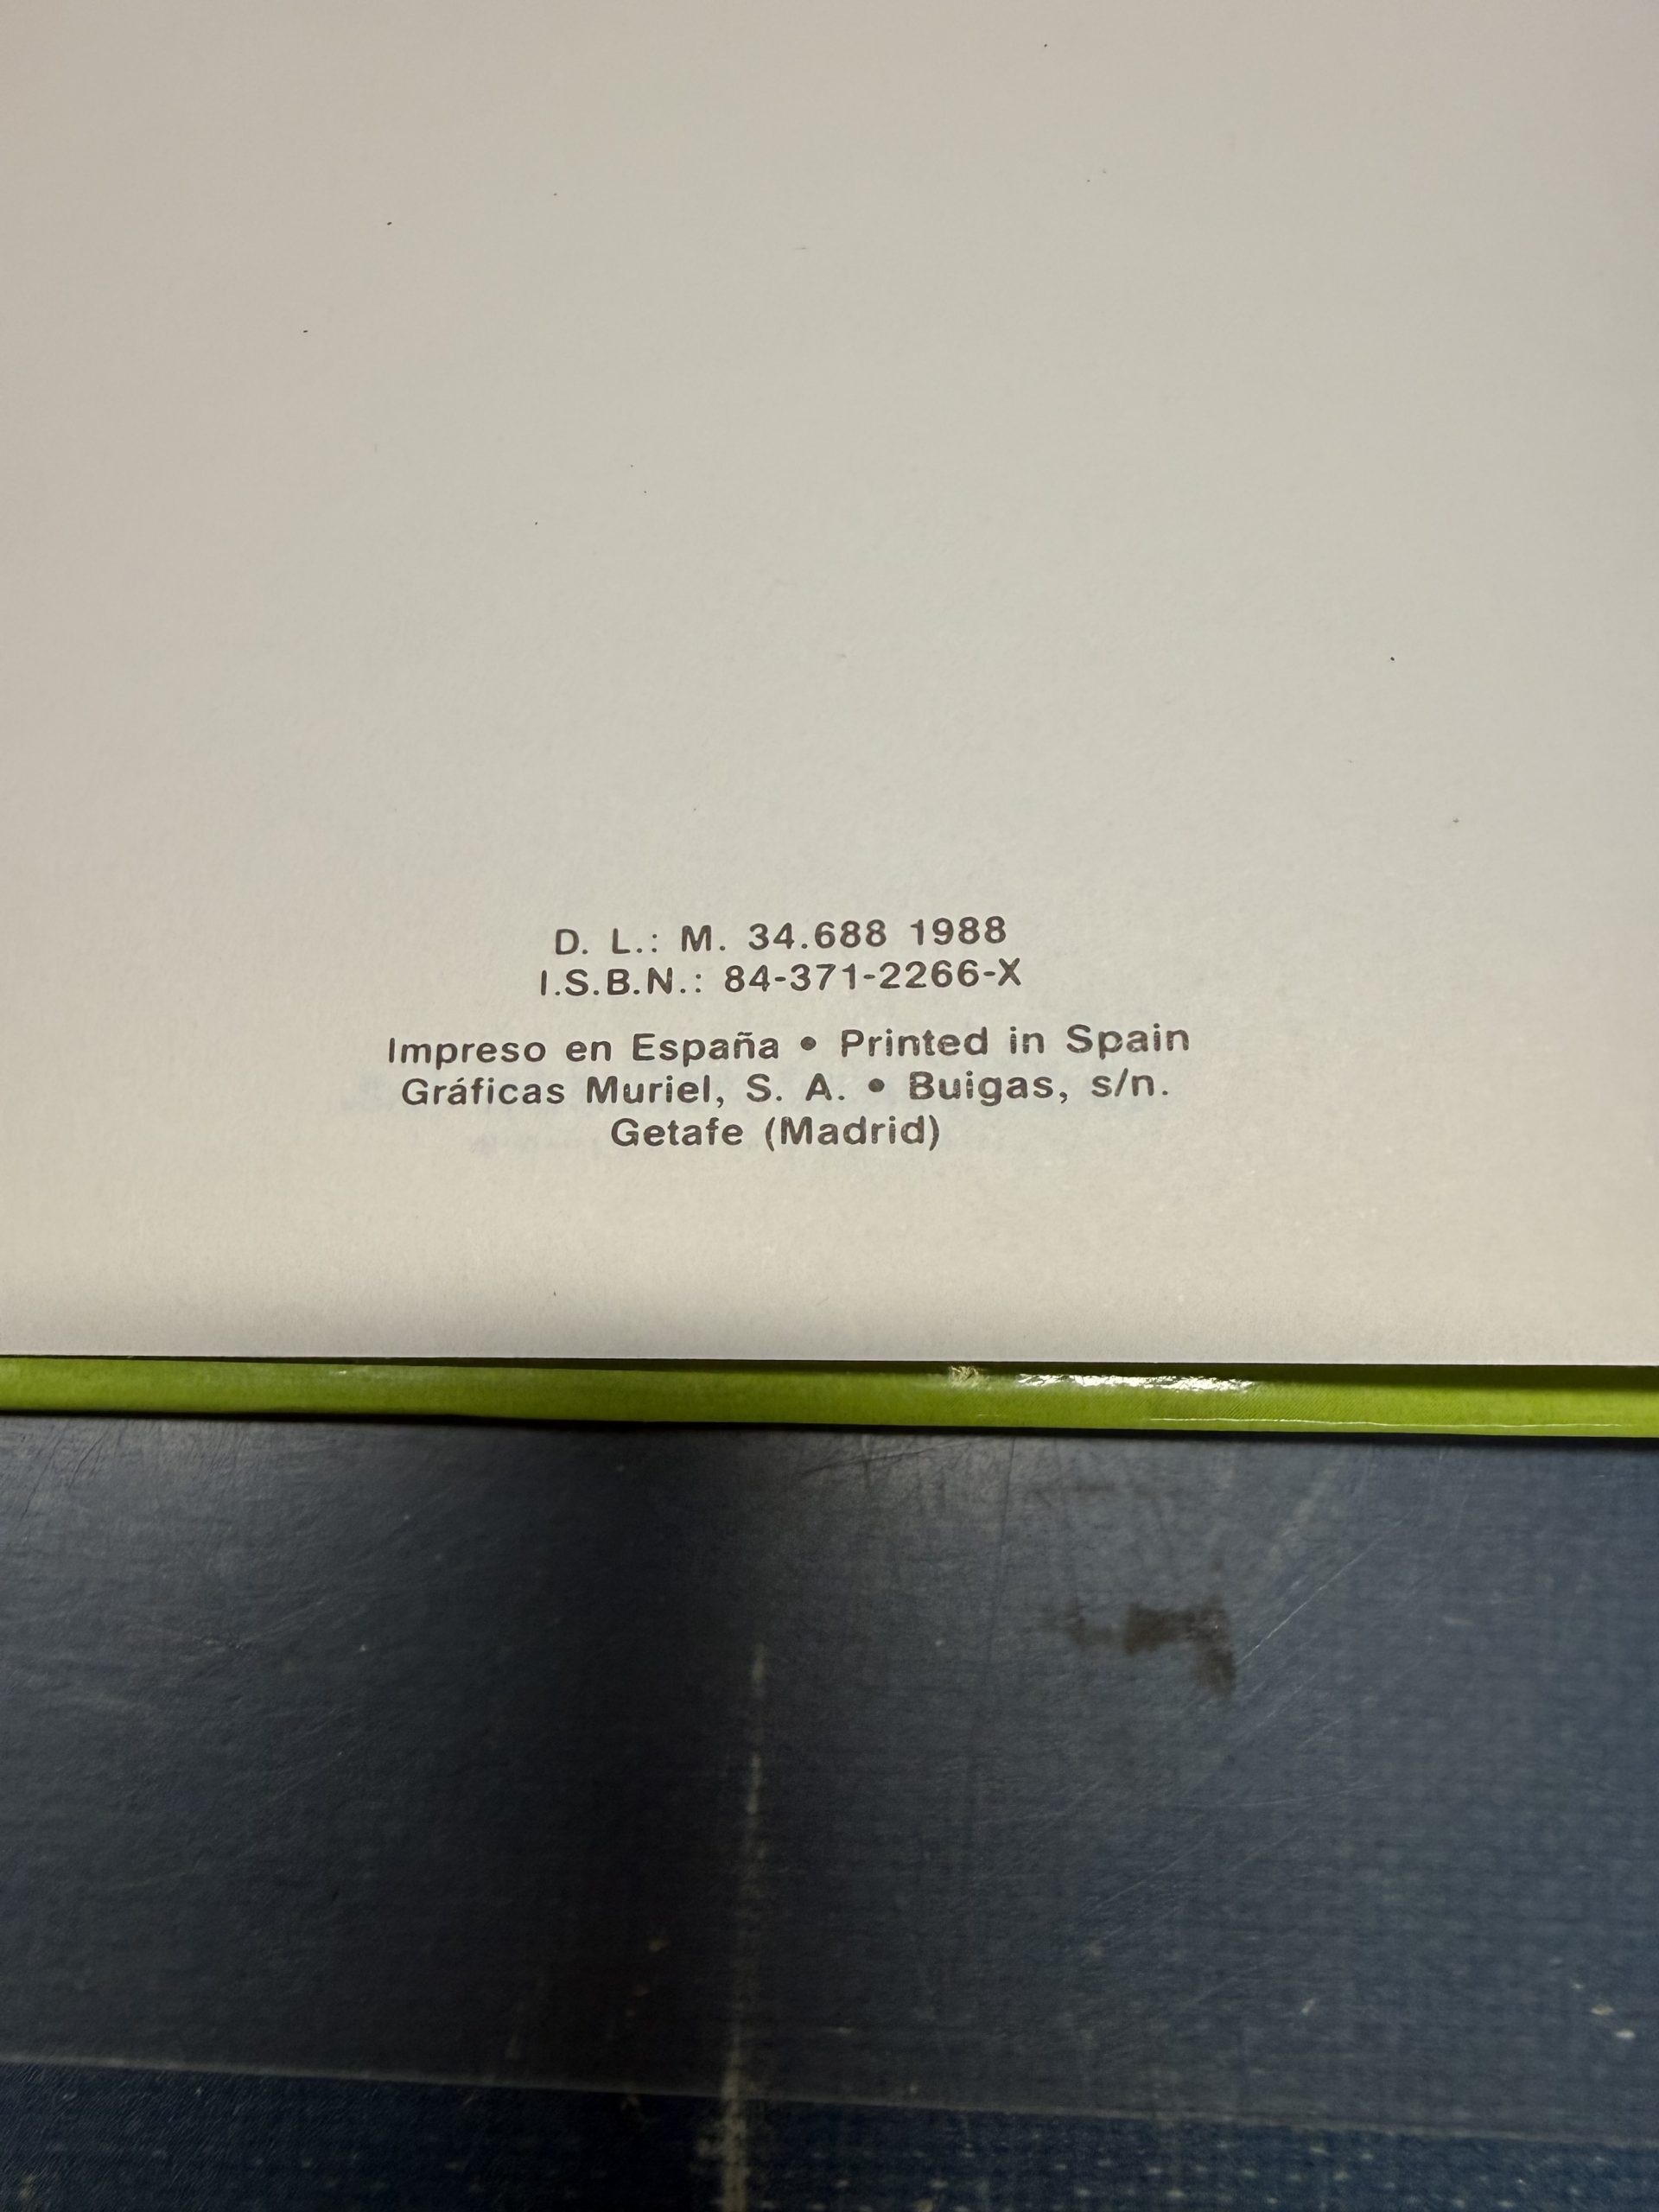 D. L.: M. 34.688 1988
I.S.B.N.: 84-371-2266-X
Impreso en España • Printed in Spain
Gráficas Muriel, S. A. • Buigas, s/n.
Getafe (Madrid)